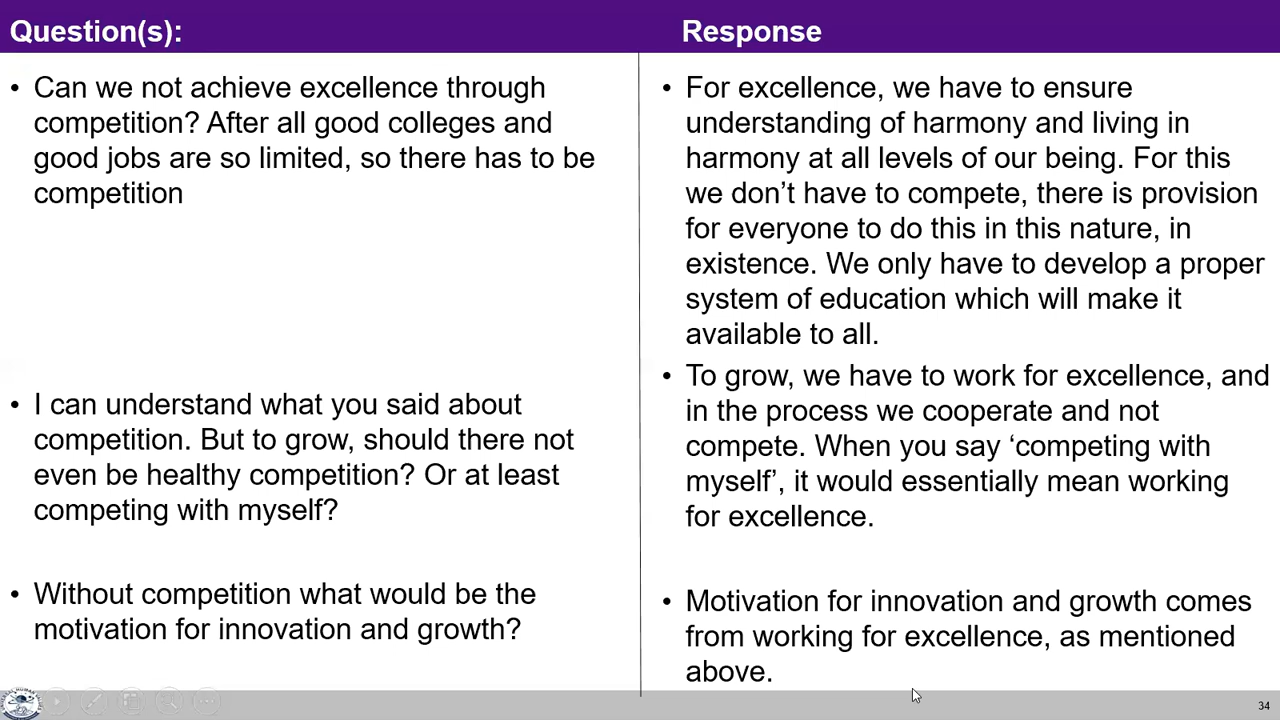 Question(s):
Response
• Can we not achieve excellence through
competition? After all good colleges and
good jobs are so limited, so there has to be
competition
• For excellence, we have to ensure
understanding of harmony and living in
harmony at all levels of our being. For this
we don’t have to compete, there is provision
for everyone to do this in this nature, in
existence. We only have to develop a proper
system of education which will make it
available to all.
• I can understand what you said about
competition. But to grow, should there not
even be healthy competition? Or at least
competing with myself?
• To grow, we have to work for excellence, and
in the process we cooperate and not
compete. When you say ‘competing with
myself’, it would essentially mean working
for excellence.
• Without competition what would be the
motivation for innovation and growth?
• Motivation for innovation and growth comes
from working for excellence, as mentioned
above.
34